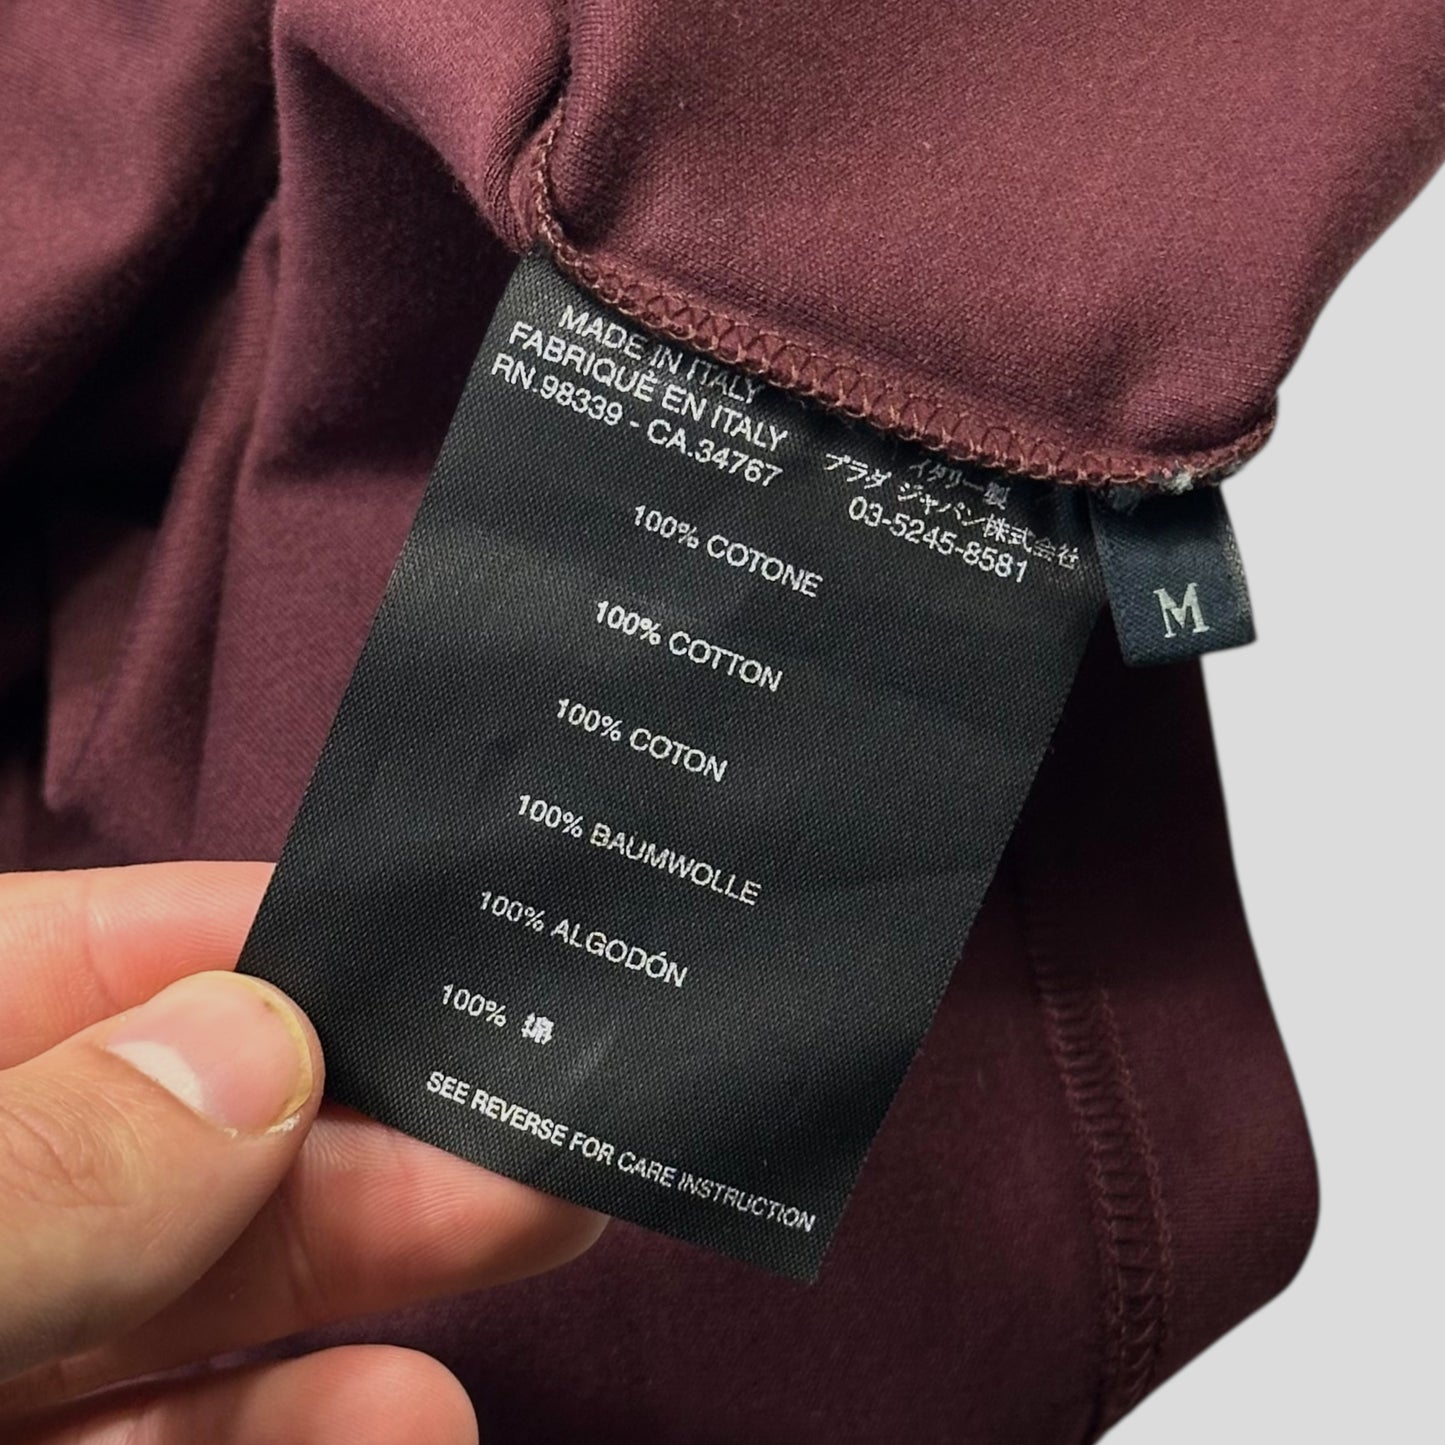 MADE IN ITALY
FABRIQUÈ EN ITALY
RN.98339 - CA.34767
イタリー製
プラダ ジャパン株式会社
03-5245-8581
100% COTONE
100% COTTON
100% COTON
100% BAUMWOLLE
100% ALGODÓN
100% 綿
SEE REVERSE FOR CARE INSTRUCTION
M